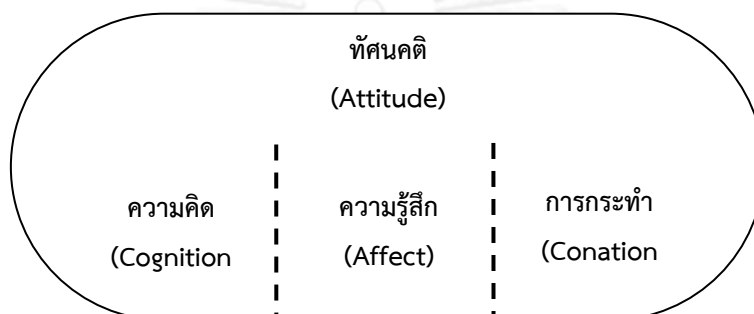 ทัศนคติ
(Attitude)
ความคิด
(Cognition
ความรู้สึก
(Affect)
การกระทำ
(Conation